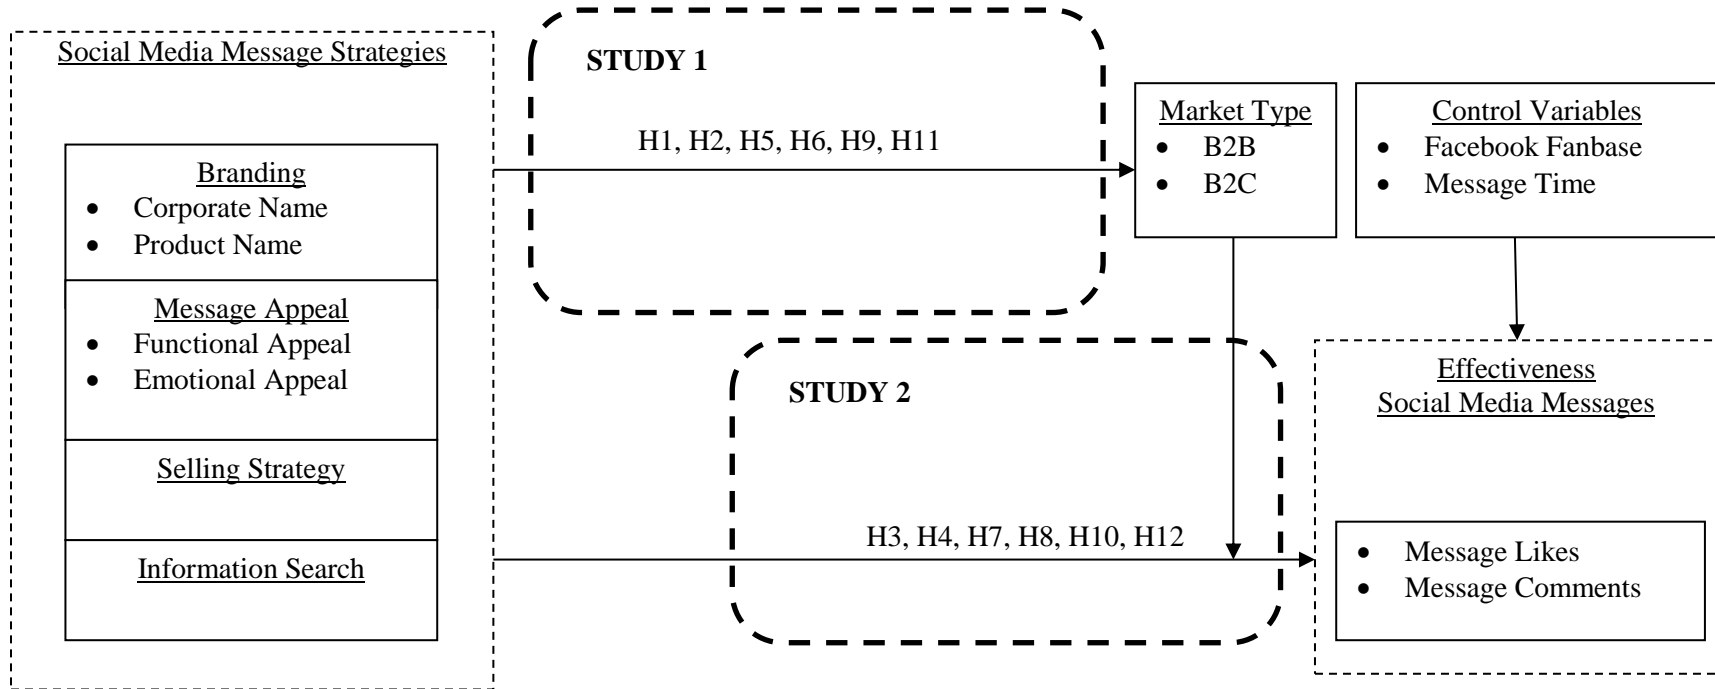 Social Media Message Strategies
Branding
• Corporate Name
• Product Name
Message Appeal
• Functional Appeal
• Emotional Appeal
Selling Strategy
Information Search
STUDY 1
H1, H2, H5, H6, H9, H11
Market Type
• B2B
• B2C
Control Variables
• Facebook Fanbase
• Message Time
STUDY 2
H3, H4, H7, H8, H10, H12
Effectiveness
Social Media Messages
• Message Likes
• Message Comments